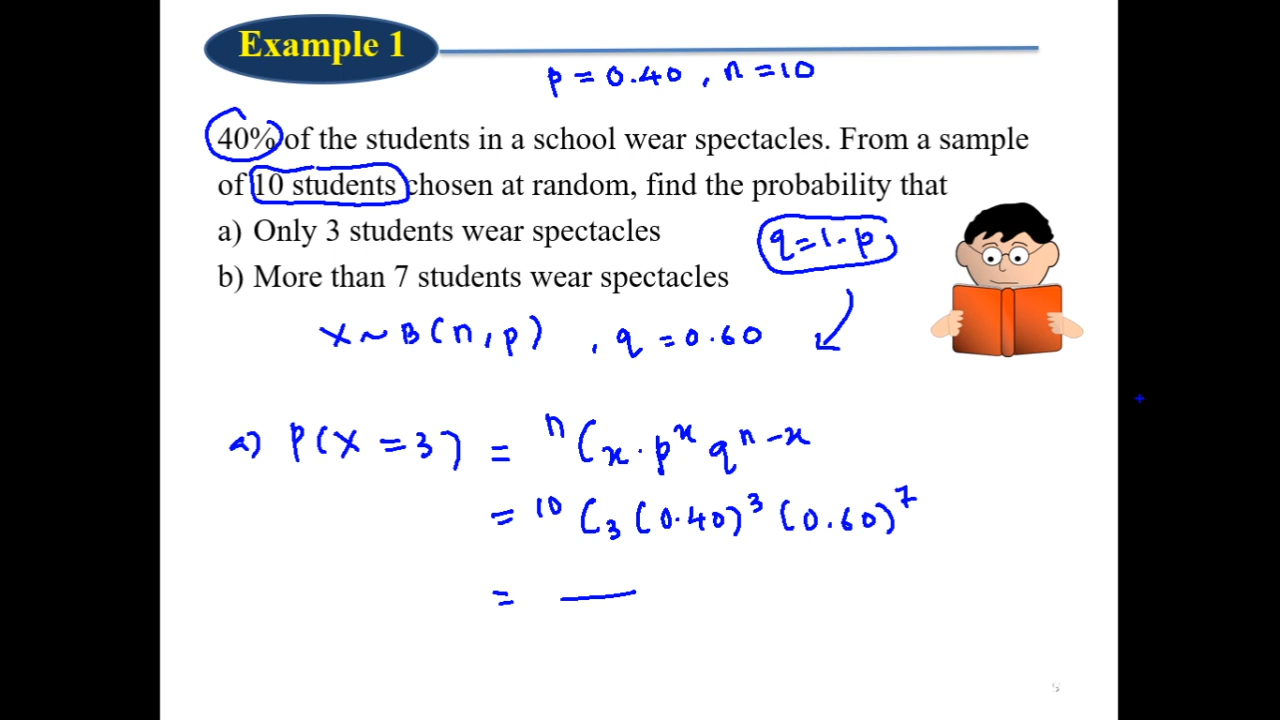 Example 1
p = 0.40 , n = 10
40% of the students in a school wear spectacles. From a sample
of 10 students chosen at random, find the probability that
a) Only 3 students wear spectacles
q = 1 - p
b) More than 7 students wear spectacles
X ~ B(n, p) , q = 0.60
a) P(X = 3) = ⁿCₓ · pˣ qⁿ⁻ˣ
= ¹⁰C₃ (0.40)³ (0.60)⁷
=